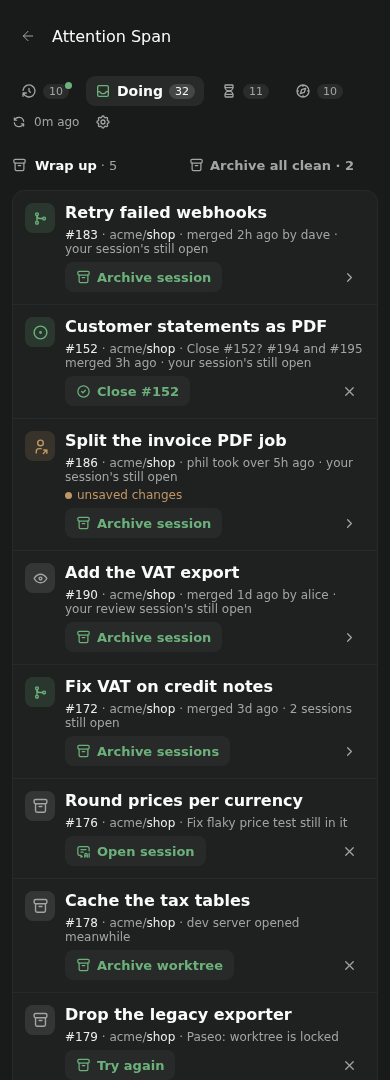 Attention Span
10
Doing 32
11
10
0m ago
Wrap up · 5
Archive all clean · 2
Retry failed webhooks
#183 · acme/shop · merged 2h ago by dave ·
your session's still open
Archive session
Customer statements as PDF
#152 · acme/shop · Close #152? #194 and #195
merged 3h ago · your session's still open
Close #152
Split the invoice PDF job
#186 · acme/shop · phil took over 5h ago · your
session's still open
unsaved changes
Archive session
Add the VAT export
#190 · acme/shop · merged 1d ago by alice ·
your review session's still open
Archive session
Fix VAT on credit notes
#172 · acme/shop · merged 3d ago · 2 sessions
still open
Archive sessions
Round prices per currency
#176 · acme/shop · Fix flaky price test still in it
Open session
Cache the tax tables
#178 · acme/shop · dev server opened
meanwhile
Archive worktree
Drop the legacy exporter
#179 · acme/shop · Paseo: worktree is locked
Try again